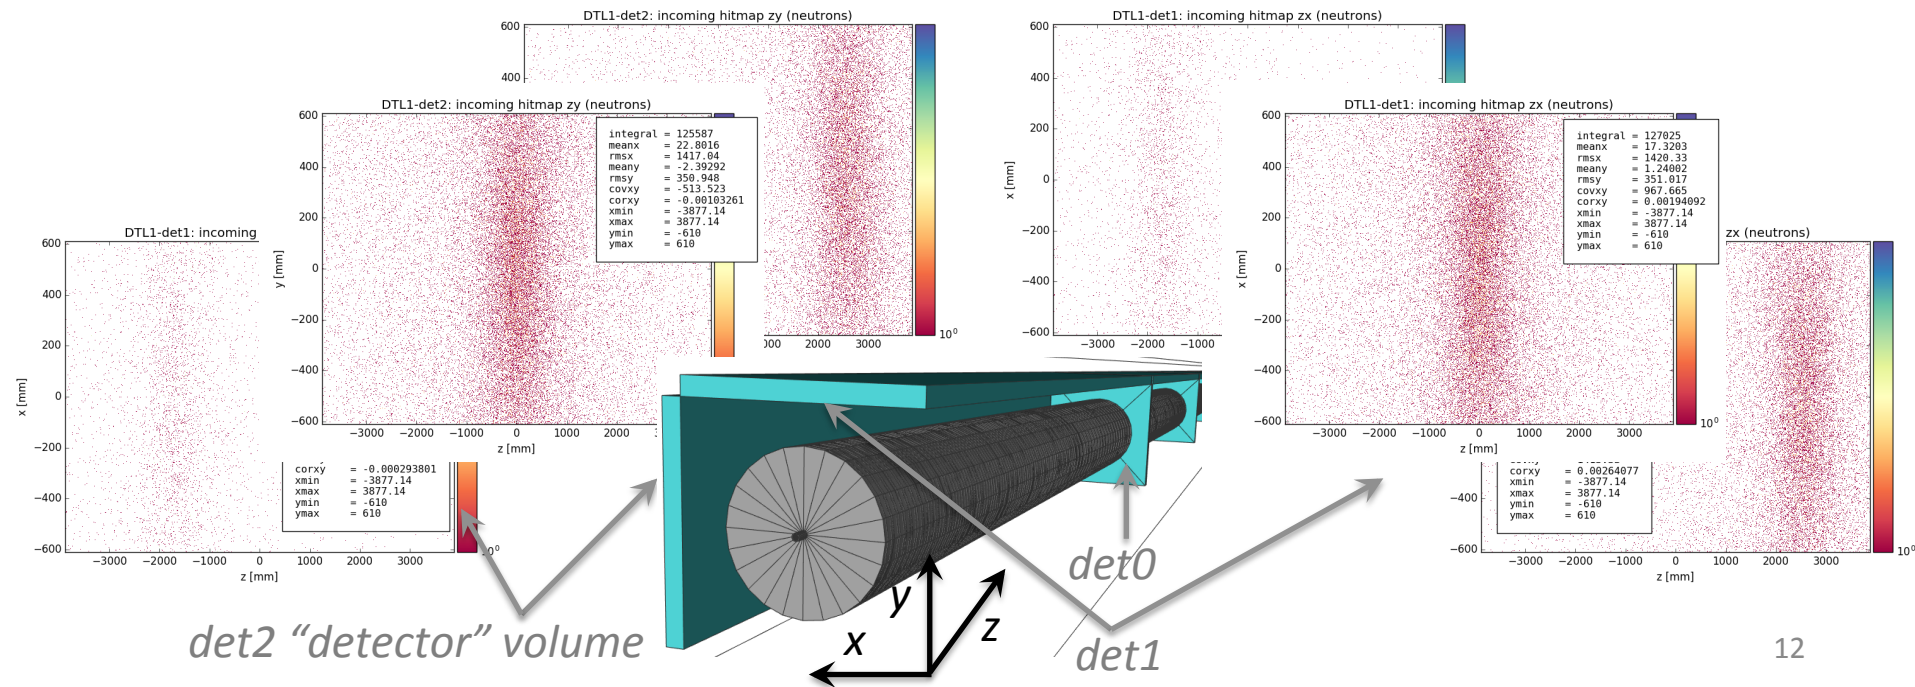 DTL1-det2: incoming hitmap zy (neutrons)
600
400
2000
3000
10⁰
DTL1-det1: incoming hitmap zx (neutrons)
600
400
200
0
−200
−400
−600
x [mm]
−3000
−2000
−1000
DTL1-det2: incoming hitmap zy (neutrons)
600
400
200
0
−200
−400
−600
y [mm]
−3000
−2000
−1000
0
1000
2000
z [mm]
integral = 125587
meanx = 22.8016
rmsx = 1417.04
meany = -2.39292
rmsy = 350.948
covxy = -513.523
corxy = -0.00103261
xmin = -3877.14
xmax = 3877.14
ymin = -610
ymax = 610
DTL1-det1: incoming hitmap zx (neutrons)
600
400
200
0
−200
−400
−600
x [mm]
−3000
−2000
−1000
0
1000
2000
3000
z [mm]
10⁰
integral = 127025
meanx = 17.3203
rmsx = 1420.33
meany = 1.24002
rmsy = 351.017
covxy = 967.665
corxy = 0.00194092
xmin = -3877.14
xmax = 3877.14
ymin = -610
ymax = 610
DTL1-det1: incoming
600
400
200
0
−200
−400
−600
x [mm]
−3000
−2000
−1000
0
1000
2000
3000
z [mm]
corxy = -0.000293801
xmin = -3877.14
xmax = 3877.14
ymin = -610
ymax = 610
zx (neutrons)
−400
−600
−3000
−2000
−1000
0
1000
2000
3000
z [mm]
10⁰
corxy = 0.00264077
xmin = -3877.14
xmax = 3877.14
ymin = -610
ymax = 610
det0
y
x
z
det2 “detector” volume
det1
12